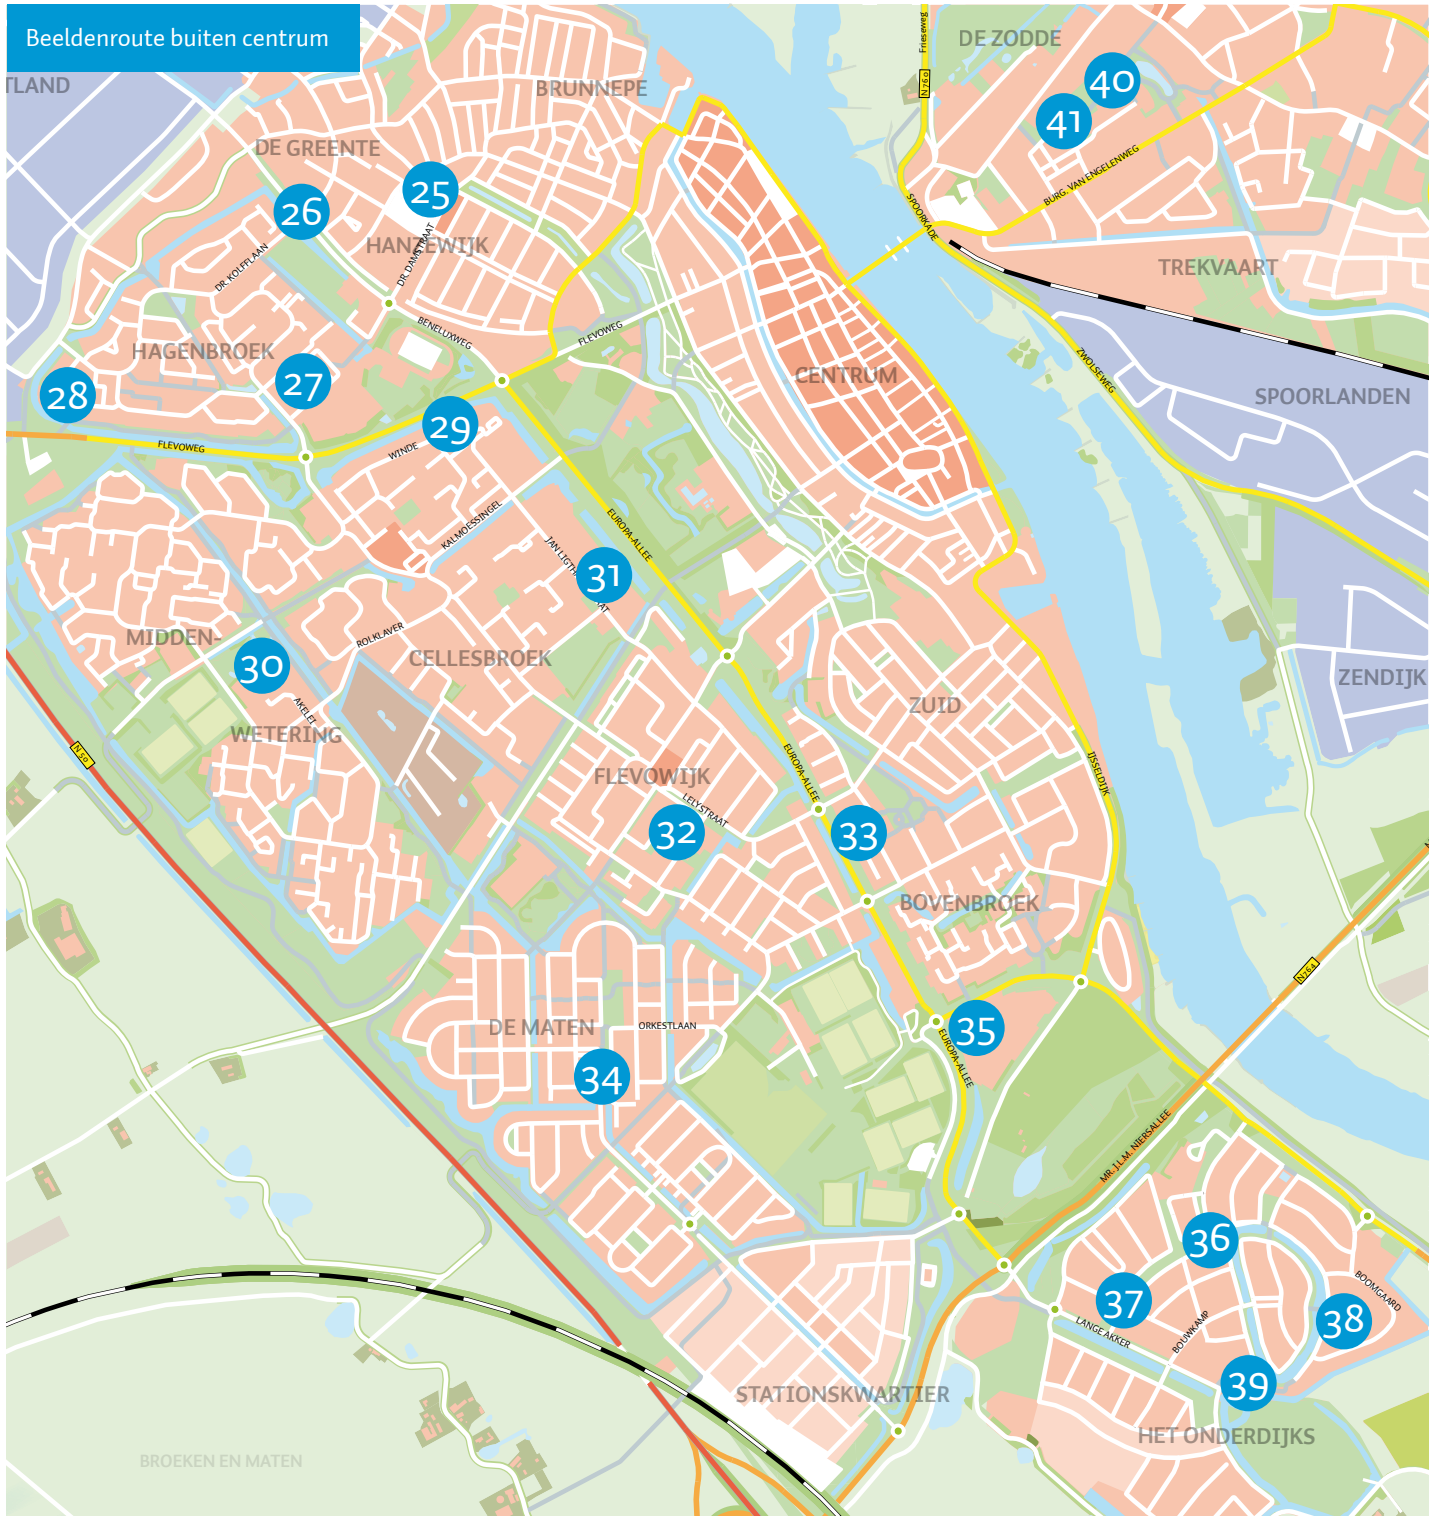 Beeldenroute buiten centrum
TLAND
BRUNNEPE
DE ZODDE
Frieseweg
N760
40
41
DE GREENTE
25
26
HANZEWIJK
DR. DAMSTRAAT
DR. KOLFFLAAN
BURG. VAN ENGELENWEG
SPOORKADE
TREKVAART
BENELUXWEG
FLEVOWEG
HAGENBROEK
27
28
29
CENTRUM
ZWOLSEWEG
SPOORLANDEN
FLEVOWEG
WINDE
KALMOESSINGEL
EUROPA-ALLEE
31
MIDDEN-
30
ROLKLAVER
CELLESBROEK
ZENDIJK
AKELEI
WETERING
ZUID
N 50
FLEVOWIJK
EUROPA-ALLEE
IJSSELDIJK
LELYSTRAAT
32
33
BOVENBROEK
N764
DE MATEN
ORKESTLAAN
34
35
EUROPA-ALLEE
MR. J.L.M. NIERSALLEE
36
37
38
BOOMGAARD
LANGE AKKER
BOUWKAMP
39
STATIONSKWARTIER
HET ONDERDIJKS
BROEKEN EN MATEN